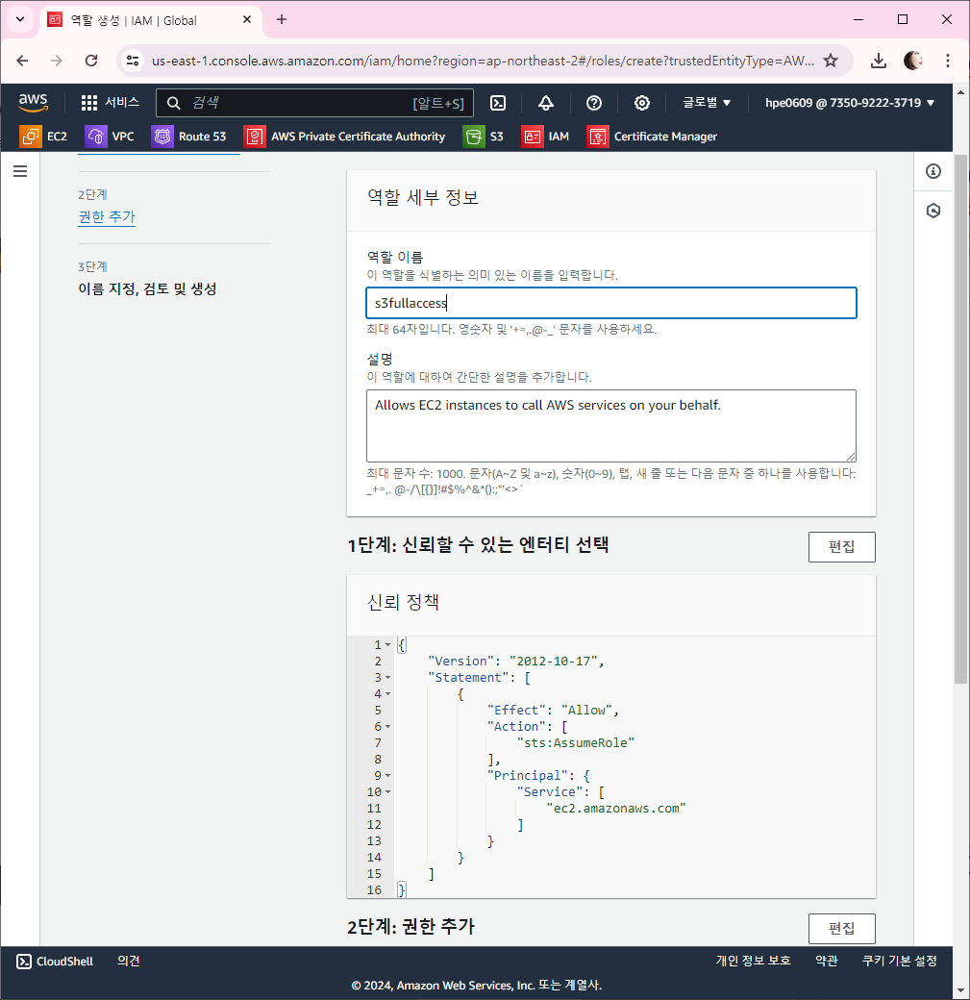 역할 생성 | IAM | Global
us-east-1.console.aws.amazon.com/iam/home?region=ap-northeast-2#/roles/create?trustedEntityType=AW...
aws
서비스
검색
[알트+S]
글로벌
hpe0609 @ 7350-9222-3719
EC2
VPC
Route 53
AWS Private Certificate Authority
S3
IAM
Certificate Manager
2단계
권한 추가
3단계
이름 지정, 검토 및 생성
역할 세부 정보
역할 이름
이 역할을 식별하는 의미 있는 이름을 입력합니다.
s3fullaccess
최대 64자입니다. 영숫자 및 '+=,.@-_' 문자를 사용하세요.
설명
이 역할에 대하여 간단한 설명을 추가합니다.
Allows EC2 instances to call AWS services on your behalf.
최대 문자 수: 1000. 문자(A~Z 및 a~z), 숫자(0~9), 탭, 새 줄 또는 다음 문자 중 하나를 사용합니다:
_+=,. @-/\[{}]!#$%^&*():;"'<>`
1단계: 신뢰할 수 있는 엔터티 선택
편집
신뢰 정책
1 {
2 "Version": "2012-10-17",
3 "Statement": [
4 {
5 "Effect": "Allow",
6 "Action": [
7 "sts:AssumeRole"
8 ],
9 "Principal": {
10 "Service": [
11 "ec2.amazonaws.com"
12 ]
13 }
14 }
15 ]
16 }
2단계: 권한 추가
편집
CloudShell
의견
개인 정보 보호
약관
쿠키 기본 설정
© 2024, Amazon Web Services, Inc. 또는 계열사.